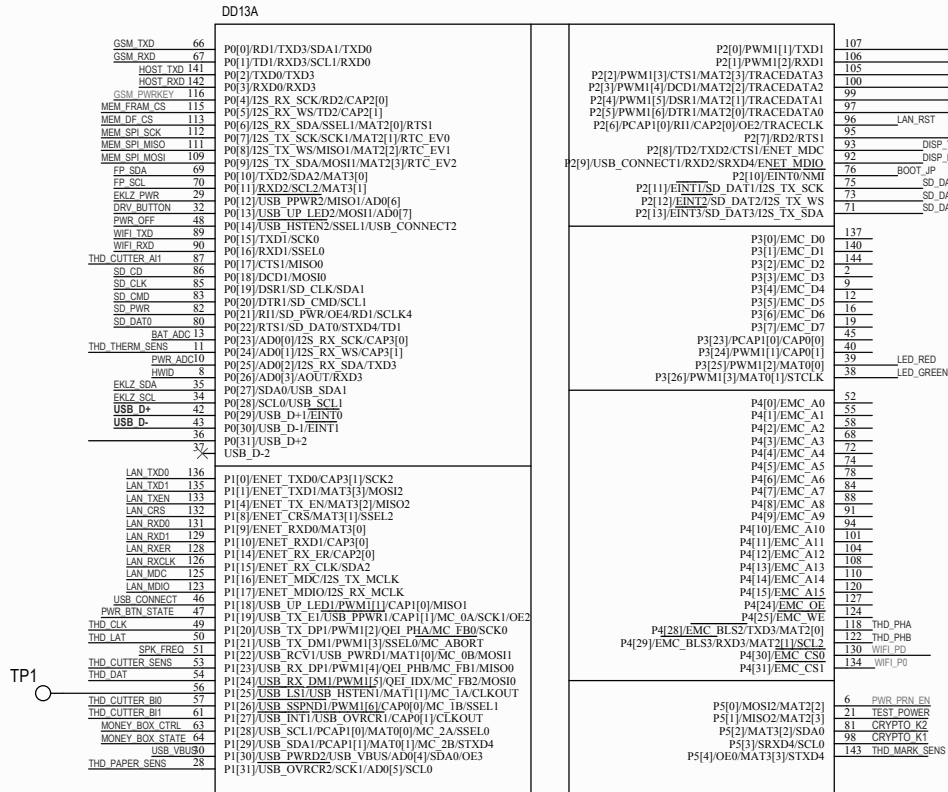 DD13A
GSM_TXD 66 P0[0]/RD1/TXD3/SDA1/TXD0
GSM_RXD 67 P0[1]/TD1/RXD3/SCL1/RXD0
HOST_TXD 141 P0[2]/TXD0/TXD3
HOST_RXD 142 P0[3]/RXD0/RXD3
GSM_PWRKEY 116 P0[4]/I2S_RX_SCK/RD2/CAP2[0]
MEM_FRAM_CS 115 P0[5]/I2S_RX_WS/TD2/CAP2[1]
MEM_DF_CS 113 P0[6]/I2S_RX_SDA/SSEL1/MAT2[0]/RTS1
MEM_SPI_SCK 112 P0[7]/I2S_TX_SCK/SCK1/MAT2[1]/RTC_EV0
MEM_SPI_MISO 111 P0[8]/I2S_TX_WS/MISO1/MAT2[2]/RTC_EV1
MEM_SPI_MOSI 109 P0[9]/I2S_TX_SDA/MOSI1/MAT2[3]/RTC_EV2
FP_SDA 69 P0[10]/TXD2/SDA2/MAT3[0]
FP_SCL 70 P0[11]/RXD2/SCL2/MAT3[1]
EKLZ_PWR 29 P0[12]/USB_PPWR2/MISO1/AD0[6]
DRV_BUTTON 32 P0[13]/USB_UP_LED2/MOSI1/AD0[7]
PWR_OFF 48 P0[14]/USB_HSTEN2/SSEL1/USB_CONNECT2
WIFI_TXD 89 P0[15]/TXD1/SCK0
WIFI_RXD 90 P0[16]/RXD1/SSEL0
THD_CUTTER_AI1 87 P0[17]/CTS1/MISO0
SD_CD 86 P0[18]/DCD1/MOSI0
SD_CLK 85 P0[19]/DSR1/SD_CLK/SDA1
SD_CMD 83 P0[20]/DTR1/SD_CMD/SCL1
SD_PWR 82 P0[21]/RI1/SD_PWR/OE4/RD1/SCLK4
SD_DAT0 80 P0[22]/RTS1/SD_DAT0/STXD4/TD1
BAT_ADC 13 P0[23]/AD0[0]/I2S_RX_SCK/CAP3[0]
THD_THERM_SENS 11 P0[24]/AD0[1]/I2S_RX_WS/CAP3[1]
PWR_ADC 10 P0[25]/AD0[2]/I2S_RX_SDA/TXD3
HWID 8 P0[26]/AD0[3]/AOUT/RXD3
EKLZ_SDA 35 P0[27]/SDA0/USB_SDA1
EKLZ_SCL 34 P0[28]/SCL0/USB_SCL1
USB_D+ 42 P0[29]/USB_D+1/EINT0
USB_D- 43 P0[30]/USB_D-1/EINT1
36 P0[31]/USB_D+2
37 USB_D-2
LAN_TXD0 136 P1[0]/ENET_TXD0/CAP3[1]/SCK2
LAN_TXD1 135 P1[1]/ENET_TXD1/MAT3[3]/MOSI2
LAN_TXEN 133 P1[4]/ENET_TX_EN/MAT3[2]/MISO2
LAN_CRS 132 P1[8]/ENET_CRS/MAT3[1]/SSEL2
LAN_RXD0 131 P1[9]/ENET_RXD0/MAT3[0]
LAN_RXD1 129 P1[10]/ENET_RXD1/CAP3[0]
LAN_RXER 128 P1[14]/ENET_RX_ER/CAP2[0]
LAN_RXCLK 126 P1[15]/ENET_RX_CLK/SDA2
LAN_MDC 125 P1[16]/ENET_MDC/I2S_TX_MCLK
LAN_MDIO 123 P1[17]/ENET_MDIO/I2S_RX_MCLK
USB_CONNECT 46 P1[18]/USB_UP_LED1/PWM1[1]/CAP1[0]/MISO1
PWR_BTN_STATE 47 P1[19]/USB_TX_E1/USB_PPWR1/CAP1[1]/MC_0A/SCK1/OE2
THD_CLK 49 P1[20]/USB_TX_DP1/PWM1[2]/QEI_PHA/MC_FB0/SCK0
THD_LAT 50 P1[21]/USB_TX_DM1/PWM1[3]/SSEL0/MC_ABORT
SPK_FREQ 51 P1[22]/USB_RCV1/USB_PWRD1/MAT1[0]/MC_0B/MOSI1
THD_CUTTER_SENS 53 P1[23]/USB_RX_DP1/PWM1[4]/QEI_PHB/MC_FB1/MISO0
THD_DAT 54 P1[24]/USB_RX_DM1/PWM1[5]/QEI_IDX/MC_FB2/MOSI0
TP1 56 P1[25]/USB_LS1/USB_HSTEN1/MAT1[1]/MC_1A/CLKOUT
THD_CUTTER_BI0 57 P1[26]/USB_SSPND1/PWM1[6]/CAP0[0]/MC_1B/SSEL1
THD_CUTTER_BI1 61 P1[27]/USB_INT1/USB_OVRCR1/CAP0[1]/CLKOUT
MONEY_BOX_CTRL 63 P1[28]/USB_SCL1/PCAP1[0]/MAT0[0]/MC_2A/SSEL0
MONEY_BOX_STATE 64 P1[29]/USB_SDA1/PCAP1[1]/MAT0[1]/MC_2B/STXD4
USB_VBUS 30 P1[30]/USB_PWRD2/USB_VBUS/AD0[4]/SDA0/OE3
THD_PAPER_SENS 28 P1[31]/USB_OVRCR2/SCK1/AD0[5]/SCL0
P2[0]/PWM1[1]/TXD1 107
P2[1]/PWM1[2]/RXD1 106
P2[2]/PWM1[3]/CTS1/MAT2[3]/TRACEDATA3 105
P2[3]/PWM1[4]/DCD1/MAT2[2]/TRACEDATA2 100
P2[4]/PWM1[5]/DSR1/MAT2[1]/TRACEDATA1 99
P2[5]/PWM1[6]/DTR1/MAT2[0]/TRACEDATA0 97
P2[6]/PCAP1[0]/RI1/CAP2[0]/OE2/TRACECLK 96 LAN_RST
P2[7]/RD2/RTS1 95
P2[8]/TD2/TXD2/CTS1/ENET_MDC 93 DISP_
P2[9]/USB_CONNECT1/RXD2/SRXD4/ENET_MDIO 92 DISP_
P2[10]/EINT0/NMI 76 BOOT_JP
P2[11]/EINT1/SD_DAT1/I2S_TX_SCK 75 SD_DA
P2[12]/EINT2/SD_DAT2/I2S_TX_WS 73 SD_DA
P2[13]/EINT3/SD_DAT3/I2S_TX_SDA 71 SD_DA
P3[0]/EMC_D0 137
P3[1]/EMC_D1 140
P3[2]/EMC_D2 144
P3[3]/EMC_D3 2
P3[4]/EMC_D4 9
P3[5]/EMC_D5 12
P3[6]/EMC_D6 16
P3[7]/EMC_D7 19
P3[23]/PCAP1[0]/CAP0[0] 45
P3[24]/PWM1[1]/CAP0[1] 40
P3[25]/PWM1[2]/MAT0[0] 39 LED_RED
P3[26]/PWM1[3]/MAT0[1]/STCLK 38 LED_GREEN
P4[0]/EMC_A0 52
P4[1]/EMC_A1 55
P4[2]/EMC_A2 58
P4[3]/EMC_A3 68
P4[4]/EMC_A4 72
P4[5]/EMC_A5 74
P4[6]/EMC_A6 78
P4[7]/EMC_A7 84
P4[8]/EMC_A8 88
P4[9]/EMC_A9 91
P4[10]/EMC_A10 94
P4[11]/EMC_A11 101
P4[12]/EMC_A12 104
P4[13]/EMC_A13 108
P4[14]/EMC_A14 110
P4[15]/EMC_A15 120
P4[24]/EMC_OE 127
P4[25]/EMC_WE 124
P4[28]/EMC_BLS2/TXD3/MAT2[0] 118 THD_PHA
P4[29]/EMC_BLS3/RXD3/MAT2[1]/SCL2 122 THD_PHB
P4[30]/EMC_CS0 130 WIFI_PD
P4[31]/EMC_CS1 134 WIFI_P0
P5[0]/MOSI2/MAT2[2] 6 PWR_PRN_EN
P5[1]/MISO2/MAT2[3] 21 TEST_POWER
P5[2]/MAT3[2]/SDA0 81 CRYPTO_K2
P5[3]/SRXD4/SCL0 98 CRYPTO_K1
P5[4]/OE0/MAT3[3]/STXD4 143 THD_MARK_SENS